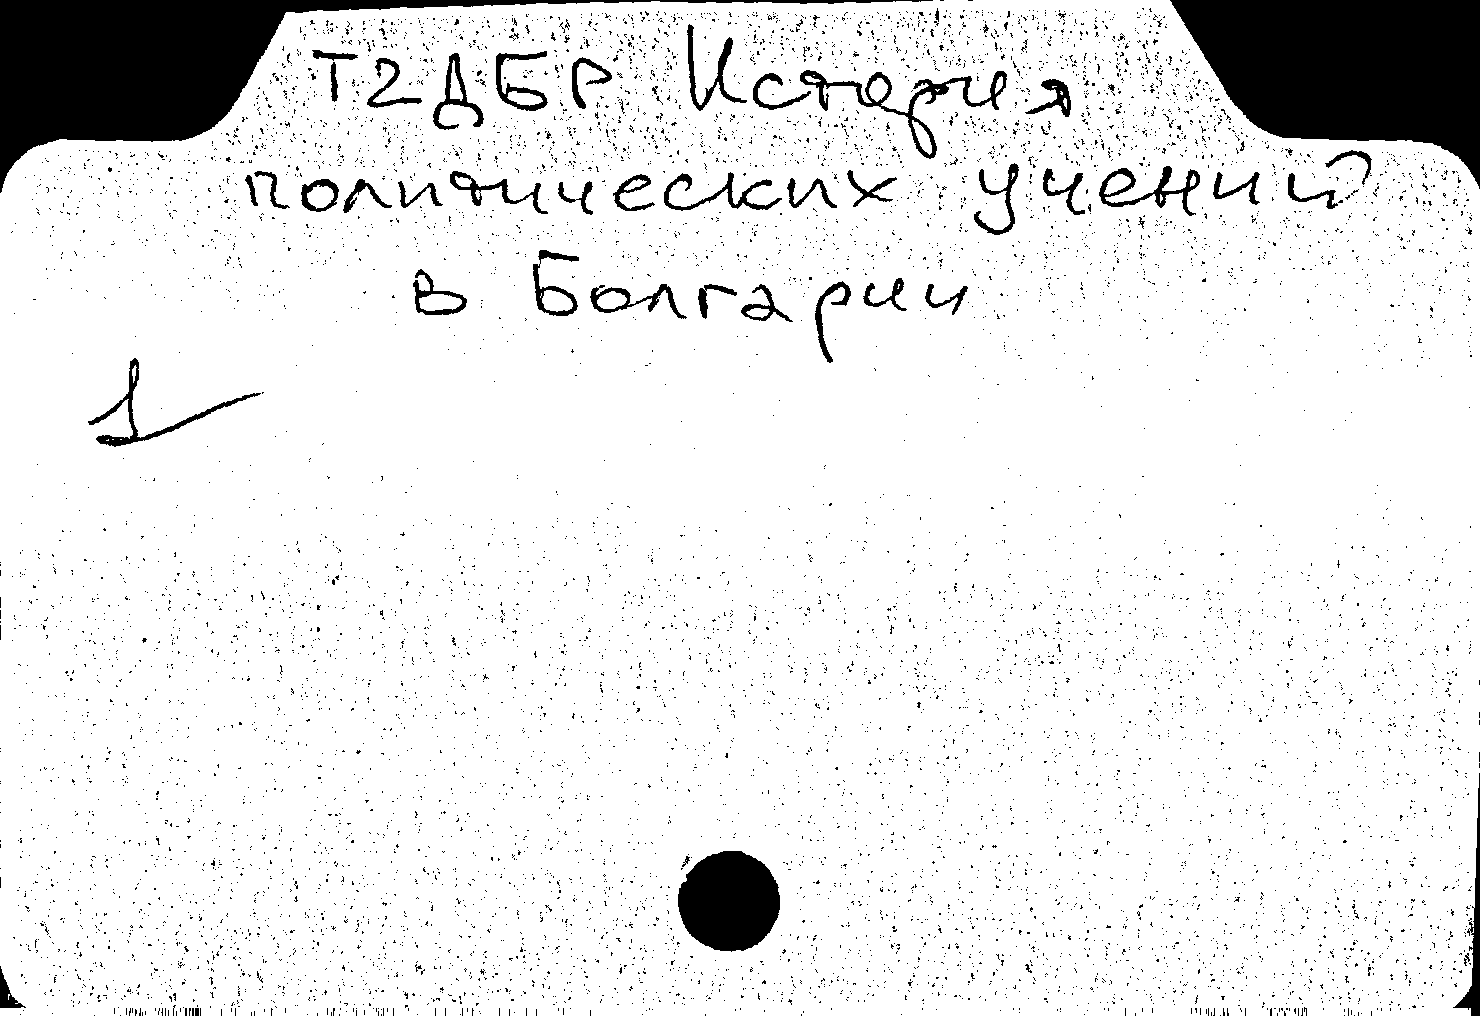 Т2ДБР История
политических учений
в Болгарии
1